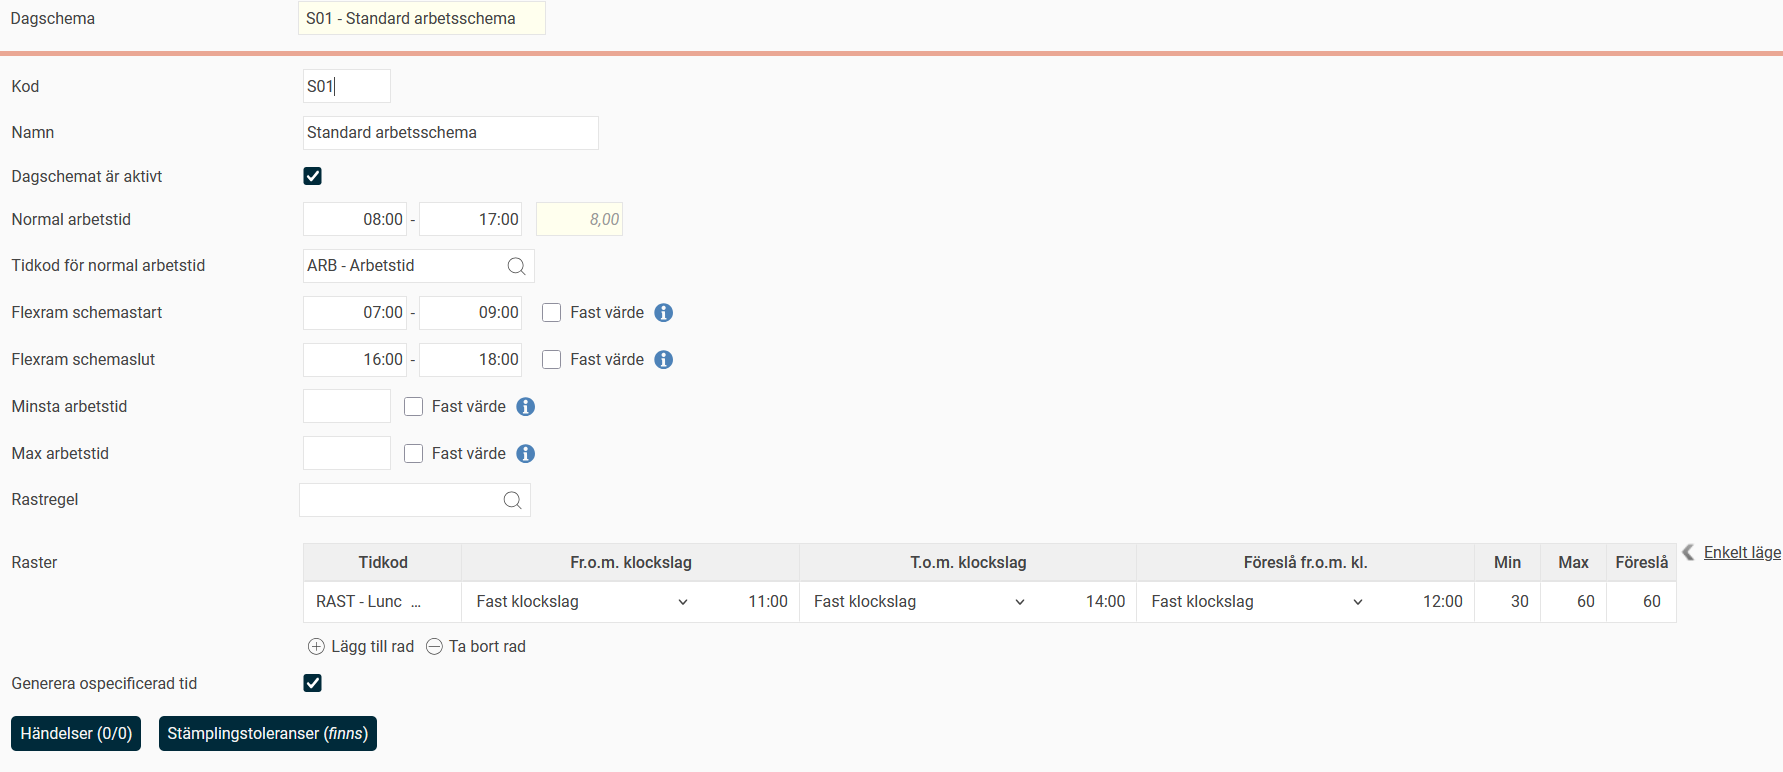 Dagschema S01 - Standard arbetsschema
Kod S01
Namn Standard arbetsschema
Dagschemat är aktivt
Normal arbetstid 08:00 - 17:00 8,00
Tidkod för normal arbetstid ARB - Arbetstid
Flexram schemastart 07:00 - 09:00 Fast värde
Flexram schemaslut 16:00 - 18:00 Fast värde
Minsta arbetstid Fast värde
Max arbetstid Fast värde
Rastregel
Raster Tidkod Fr.o.m. klockslag T.o.m. klockslag Föreslå fr.o.m. kl. Min Max Föreslå Enkelt läge
RAST - Lunc ... Fast klockslag 11:00 Fast klockslag 14:00 Fast klockslag 12:00 30 60 60
Lägg till rad Ta bort rad
Generera ospecificerad tid
Händelser (0/0) Stämplingstoleranser (finns)